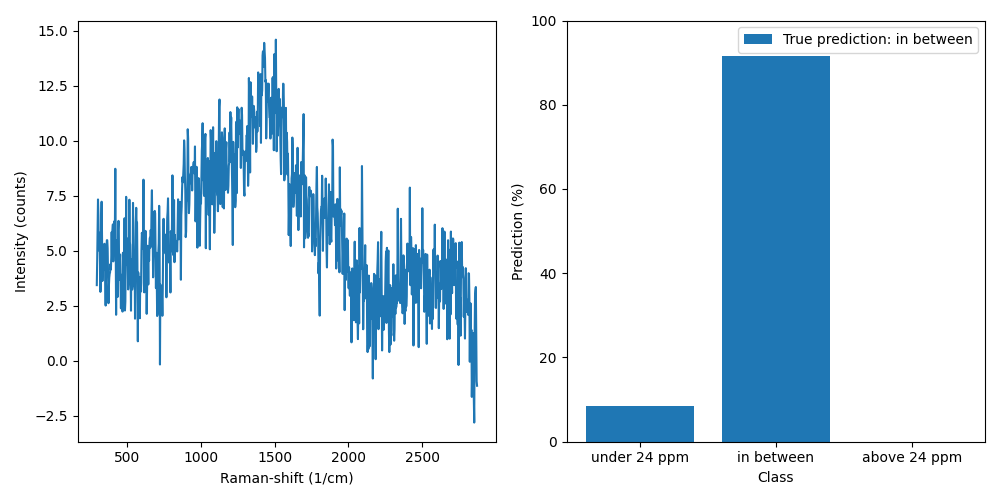 15.0
12.5
10.0
7.5
5.0
2.5
0.0
−2.5
Intensity (counts)
500 1000 1500 2000 2500
Raman-shift (1/cm)
100
80
60
40
20
0
Prediction (%)
True prediction: in between
under 24 ppm in between above 24 ppm
Class